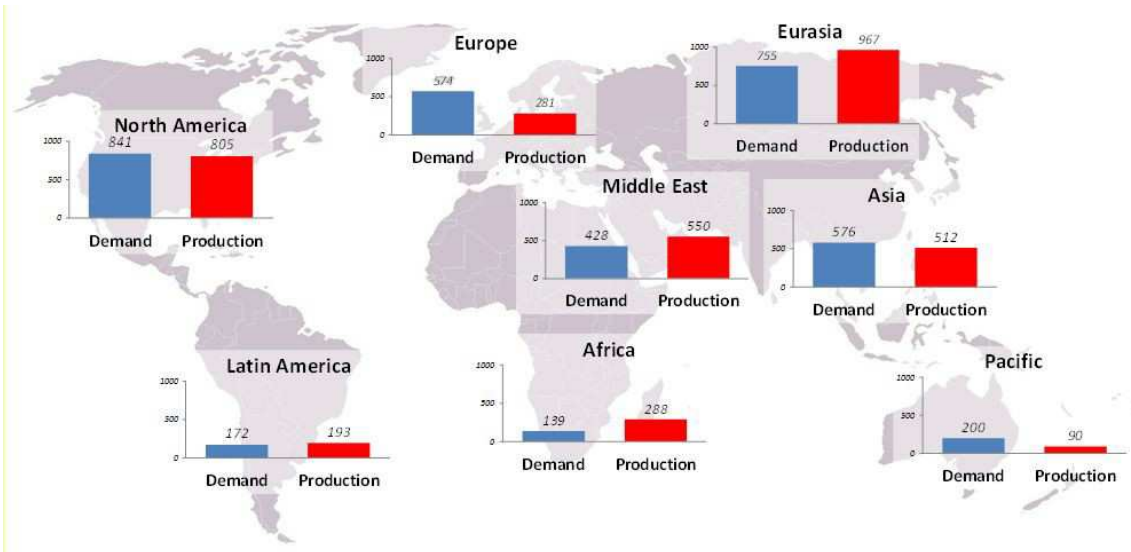 Europe
1000
574
500
281
0
Demand Production
Eurasia
1000
755
967
500
0
Demand Production
North America
1000
841
805
500
0
Demand Production
Middle East
1000
428
550
500
0
Demand Production
Asia
1000
576
512
500
0
Demand Production
Latin America
1000
500
172
193
0
Demand Production
Africa
1000
500
139
288
0
Demand Production
Pacific
1000
500
200
90
0
Demand Production